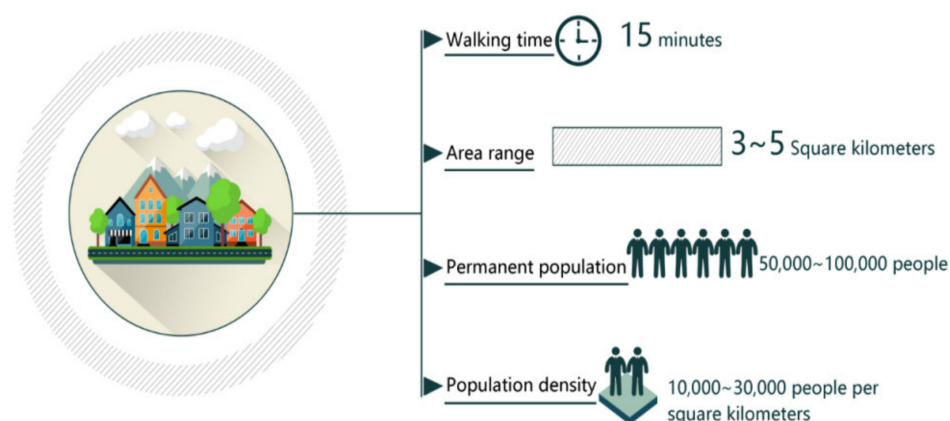 Walking time 15 minutes
Area range 3~5 Square kilometers
Permanent population 50,000~100,000 people
Population density 10,000~30,000 people per
square kilometers